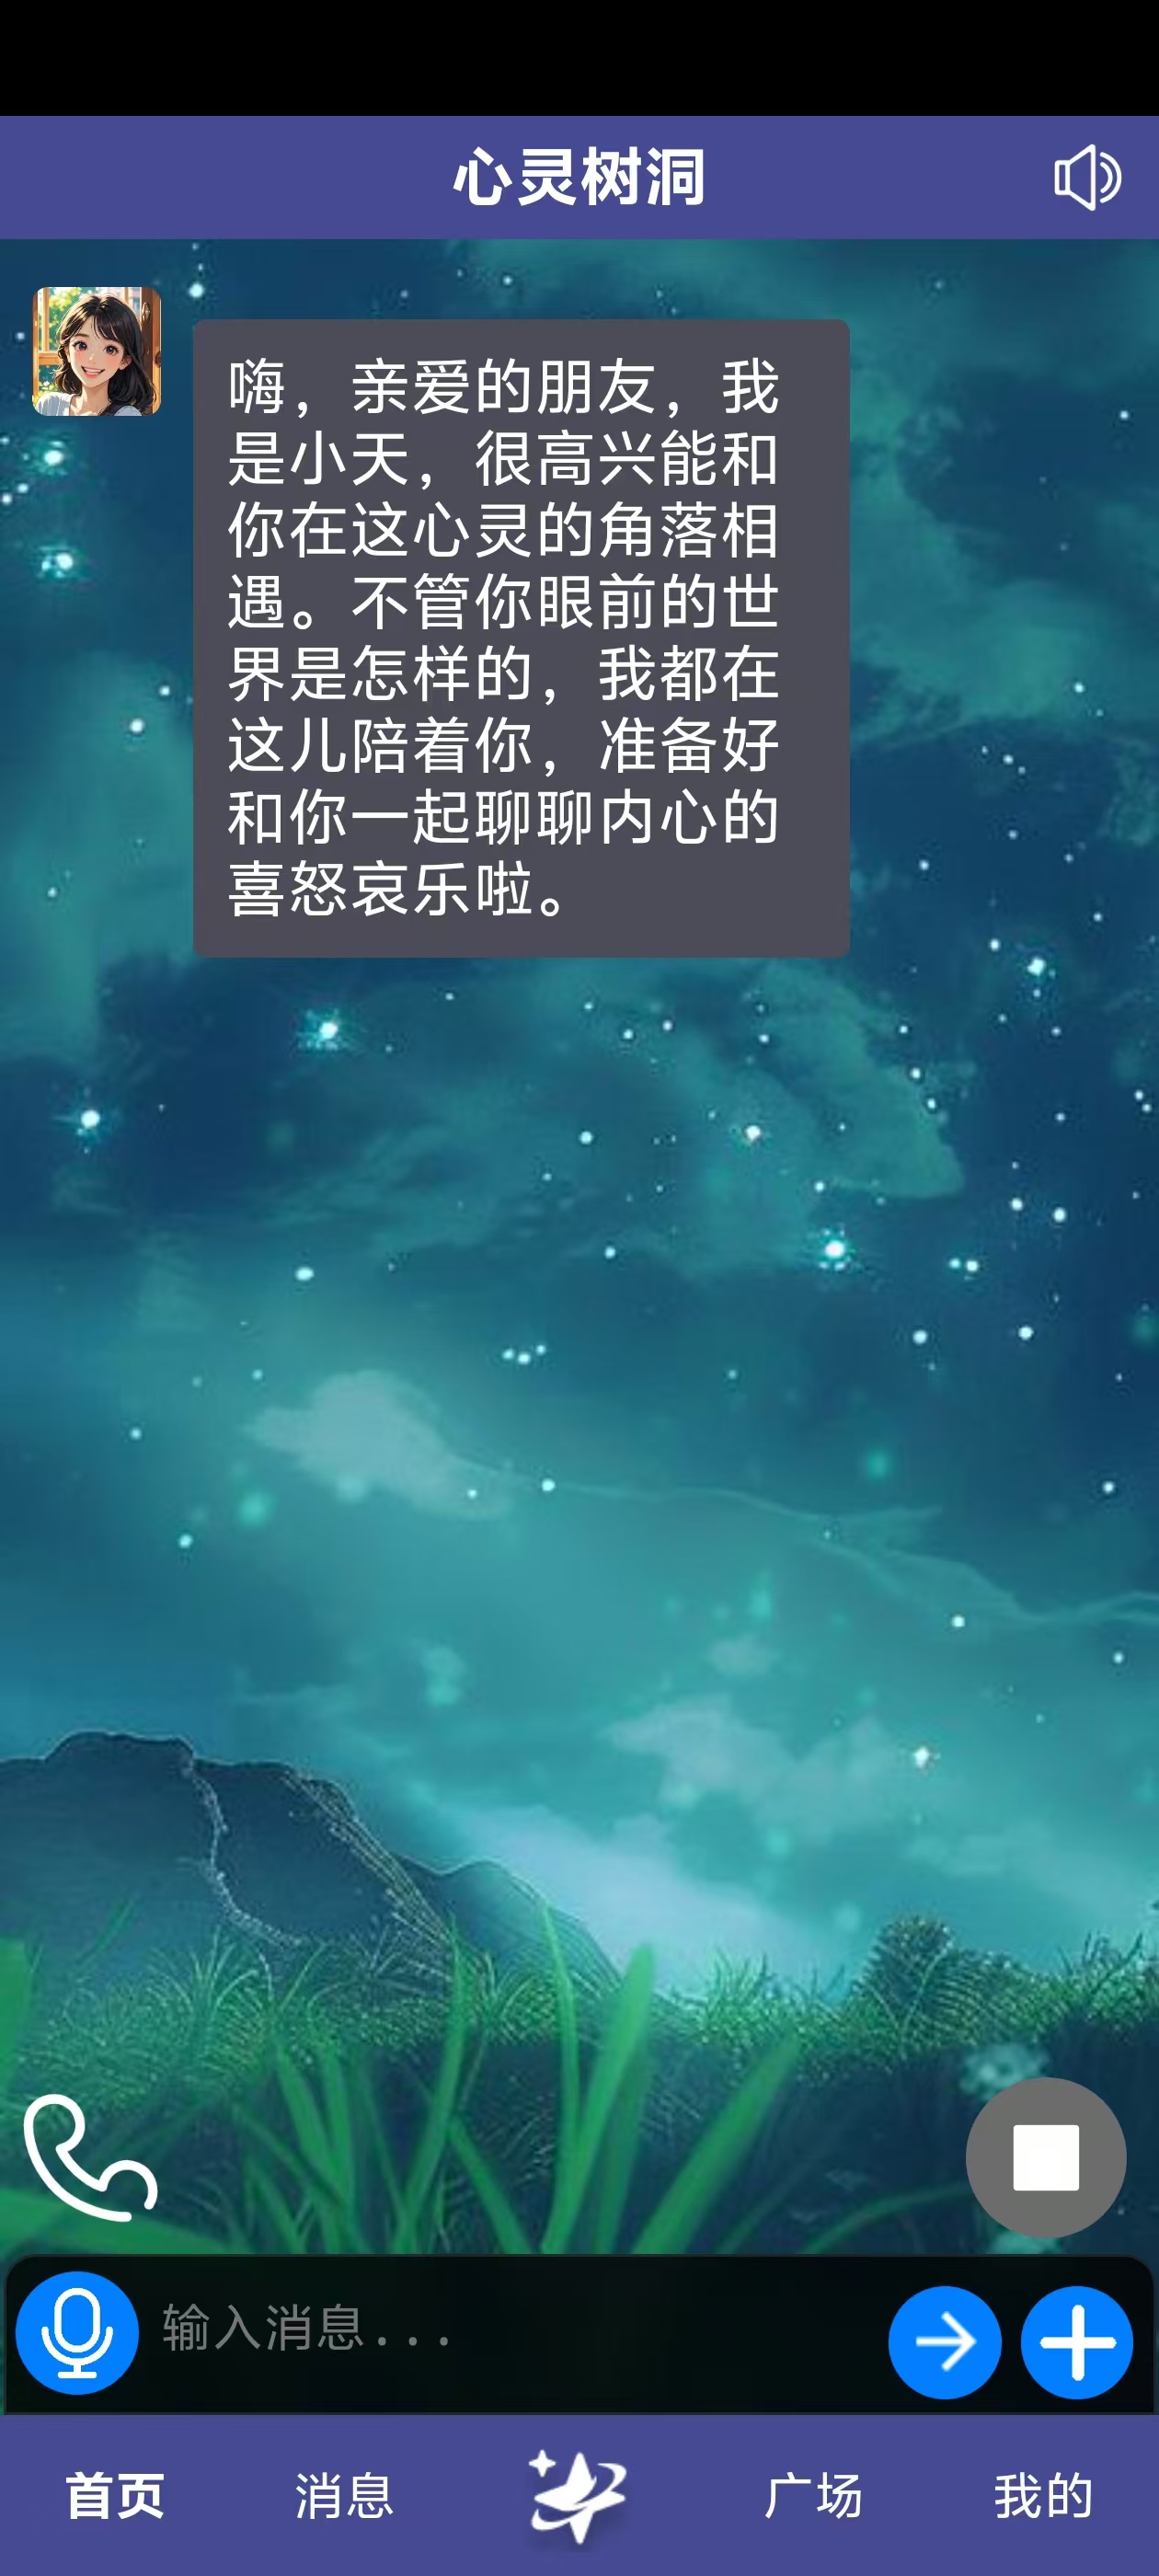 心灵树洞
嗨，亲爱的朋友，我
是小天，很高兴能和
你在这心灵的角落相
遇。不管你眼前的世
界是怎样的，我都在
这儿陪着你，准备好
和你一起聊聊内心的
喜怒哀乐啦。
输入消息...
首页 消息 广场 我的